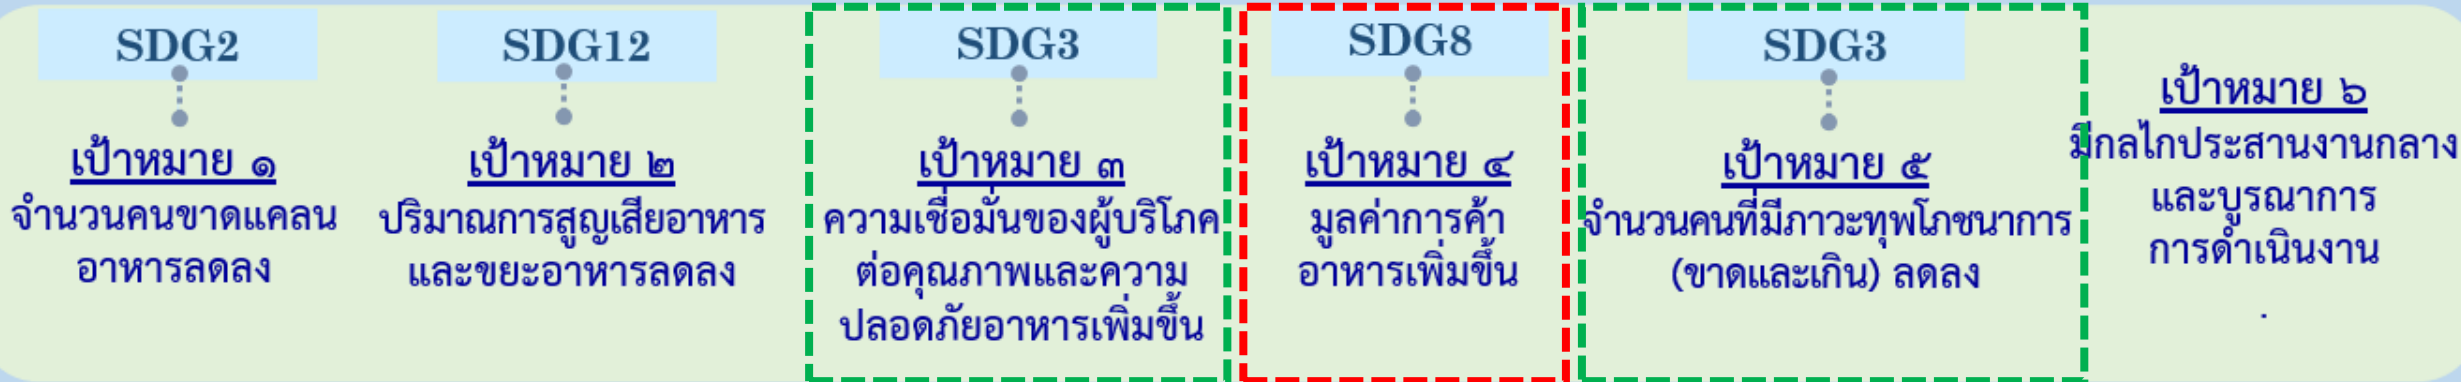 SDG2
เป้าหมาย ๑
จำนวนคนขาดแคลน
อาหารลดลง
SDG12
เป้าหมาย ๒
ปริมาณการสูญเสียอาหาร
และขยะอาหารลดลง
SDG3
เป้าหมาย ๓
ความเชื่อมั่นของผู้บริโภค
ต่อคุณภาพและความ
ปลอดภัยอาหารเพิ่มขึ้น
SDG8
เป้าหมาย ๔
มูลค่าการค้า
อาหารเพิ่มขึ้น
SDG3
เป้าหมาย ๕
จำนวนคนที่มีภาวะทุพโภชนาการ
(ขาดและเกิน) ลดลง
เป้าหมาย ๖
มีกลไกประสานงานกลาง
และบูรณาการ
การดำเนินงาน
.